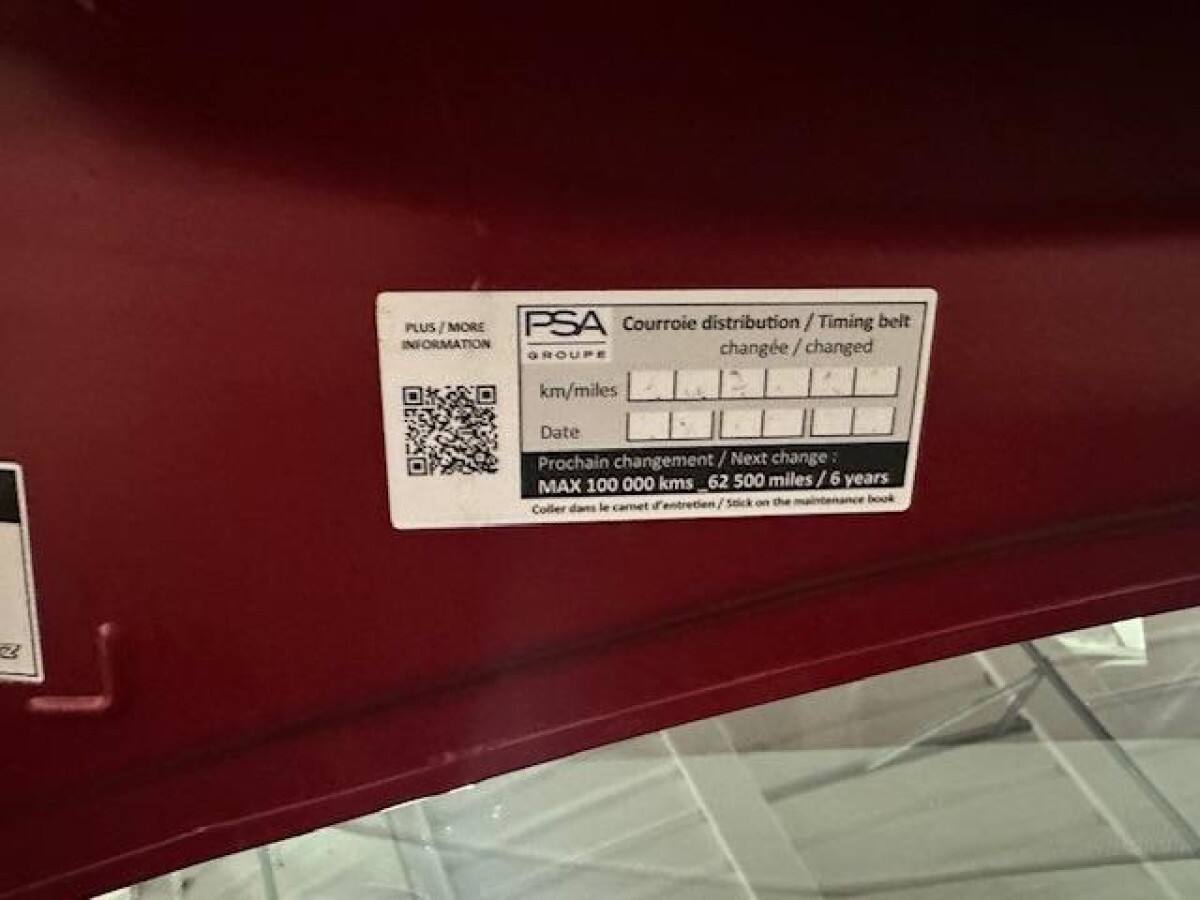 PLUS / MORE
INFORMATION
PSA
GROUPE
Courroie distribution / Timing belt
changée / changed
km/miles
Date
Prochain changement / Next change :
MAX 100 000 kms _62 500 miles / 6 years
Coller dans le carnet d'entretien / Stick on the maintenance book